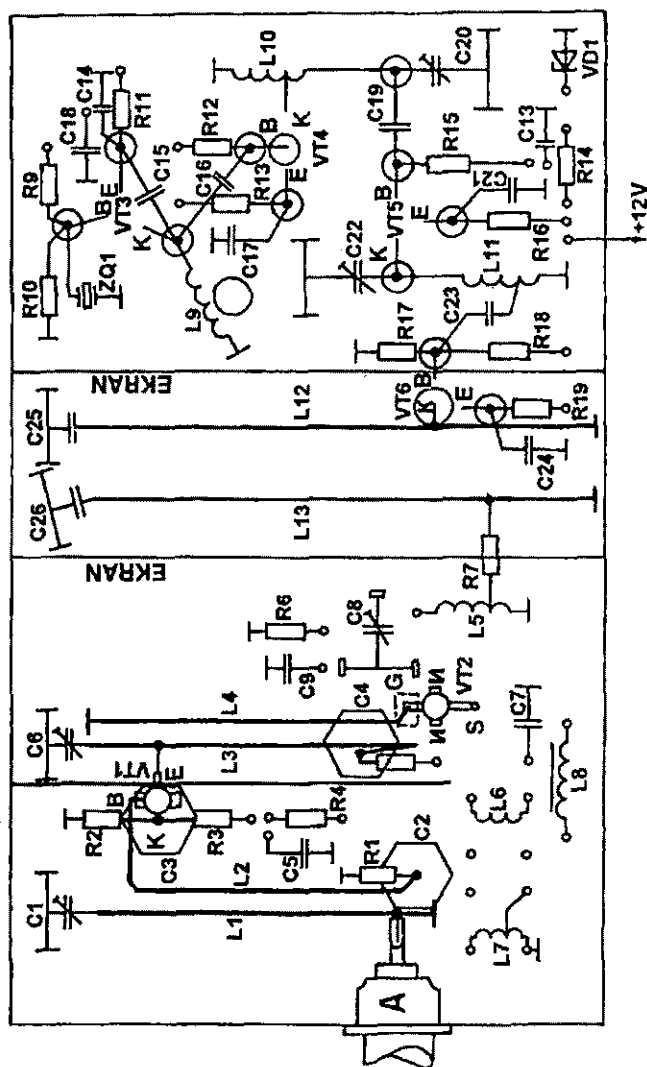 C1
L1
A
L7
R2
B
VT1
E
K
C3
R3
L2
C5
R4
R1
C2
L6
C6
L3
L4
C4
G
И
И
VT2
S
C7
L8
R6
C9
C8
L5
R7
EKRAN
C26
L13
C25
L12
VT6
K
E
R19
C24
EKRAN
R10
R9
ZQ1
B
E
VT3
K
L9
C18
C14
R11
C15
C16
R12
B
K
VT4
R13
E
C17
L10
C22
K
VT5
B
E
C19
C20
R15
C21
R16
L11
C23
R17
B
R18
C13
R14
VD1
+12V